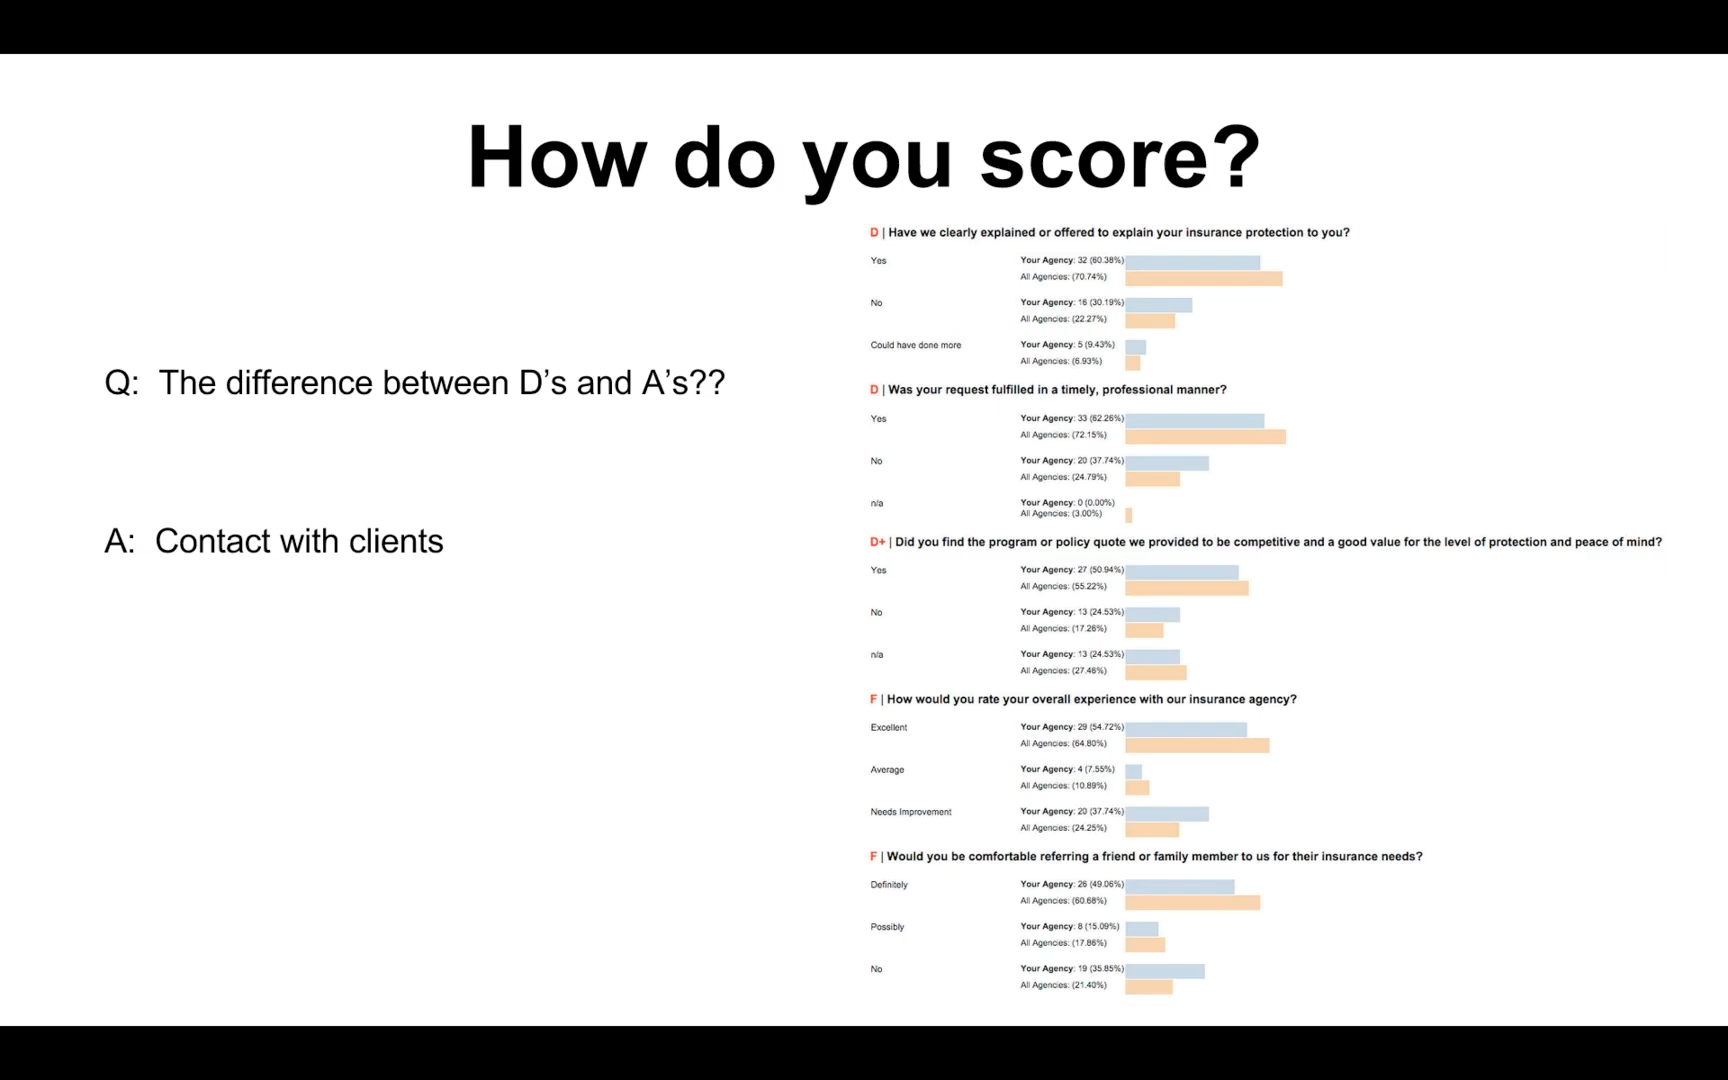 How do you score?
Q: The difference between D’s and A’s??
A: Contact with clients
D | Have we clearly explained or offered to explain your insurance protection to you?
Yes
Your Agency: 32 (60.38%)
All Agencies: (70.74%)
No
Your Agency: 16 (30.19%)
All Agencies: (22.27%)
Could have done more
Your Agency: 5 (9.43%)
All Agencies: (6.93%)
D | Was your request fulfilled in a timely, professional manner?
Yes
Your Agency: 33 (62.26%)
All Agencies: (72.15%)
No
Your Agency: 20 (37.74%)
All Agencies: (24.79%)
n/a
Your Agency: 0 (0.00%)
All Agencies: (3.00%)
D+ | Did you find the program or policy quote we provided to be competitive and a good value for the level of protection and peace of mind?
Yes
Your Agency: 27 (50.94%)
All Agencies: (55.22%)
No
Your Agency: 13 (24.53%)
All Agencies: (17.26%)
n/a
Your Agency: 13 (24.53%)
All Agencies: (27.46%)
F | How would you rate your overall experience with our insurance agency?
Excellent
Your Agency: 29 (54.72%)
All Agencies: (64.80%)
Average
Your Agency: 4 (7.55%)
All Agencies: (10.89%)
Needs Improvement
Your Agency: 20 (37.74%)
All Agencies: (24.25%)
F | Would you be comfortable referring a friend or family member to us for their insurance needs?
Definitely
Your Agency: 26 (49.06%)
All Agencies: (60.68%)
Possibly
Your Agency: 8 (15.09%)
All Agencies: (17.86%)
No
Your Agency: 19 (35.85%)
All Agencies: (21.40%)